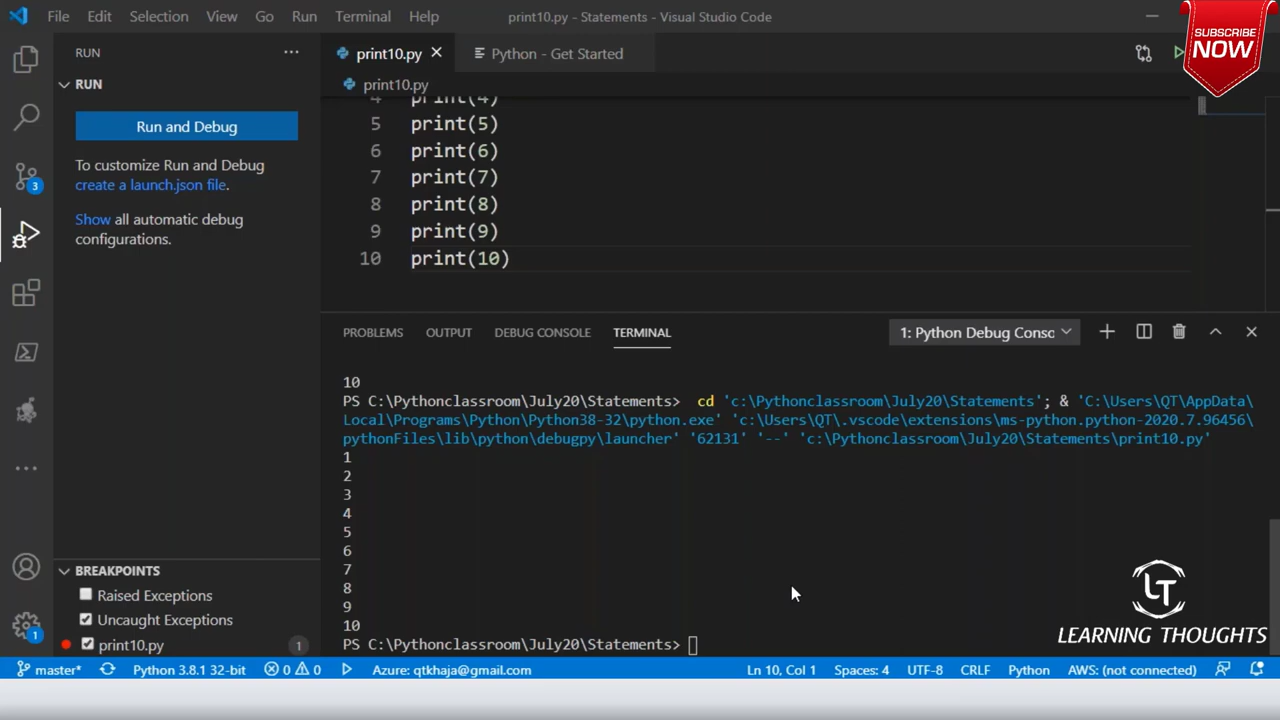 File Edit Selection View Go Run Terminal Help
print10.py - Statements - Visual Studio Code
SUBSCRIBE
NOW
RUN
print10.py
Python - Get Started
RUN
print10.py
Run and Debug
To customize Run and Debug
create a launch.json file.
Show all automatic debug
configurations.
4 print(4)
5 print(5)
6 print(6)
7 print(7)
8 print(8)
9 print(9)
10 print(10)
PROBLEMS OUTPUT DEBUG CONSOLE TERMINAL
1: Python Debug Consc
10
PS C:\Pythonclassroom\July20\Statements> cd 'c:\Pythonclassroom\July20\Statements'; & 'C:\Users\QT\AppData\
Local\Programs\Python\Python38-32\python.exe' 'c:\Users\QT\.vscode\extensions\ms-python.python-2020.7.96456\
pythonFiles\lib\python\debugpy\launcher' '62131' '--' 'c:\Pythonclassroom\July20\Statements\print10.py'
1
2
3
4
5
6
7
8
9
10
PS C:\Pythonclassroom\July20\Statements>
3
BREAKPOINTS
Raised Exceptions
Uncaught Exceptions
print10.py 1
1
LT
LEARNING THOUGHTS
master* Python 3.8.1 32-bit 0 0 Azure: qtkhaja@gmail.com Ln 10, Col 1 Spaces: 4 UTF-8 CRLF Python AWS: (not connected)